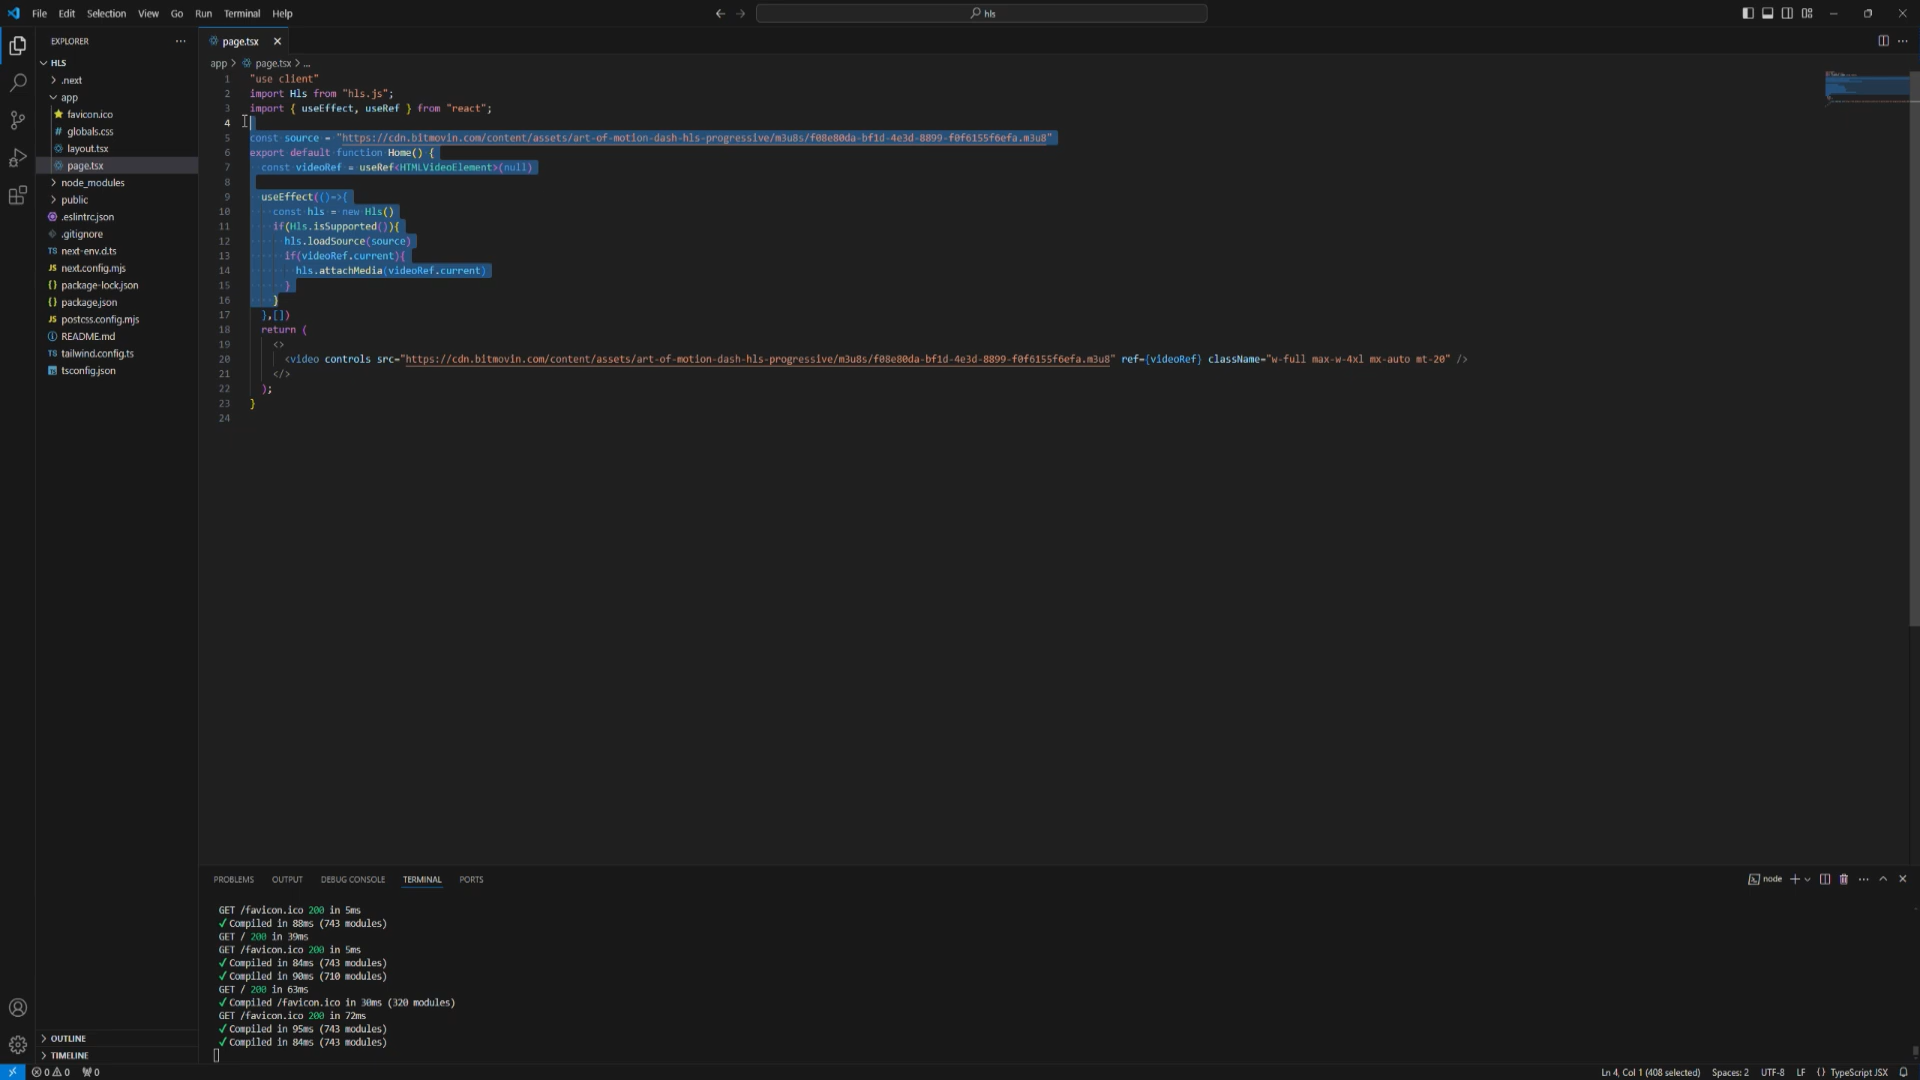 File Edit Selection View Go Run Terminal Help
hls
EXPLORER
HLS
.next
app
favicon.ico
# globals.css
layout.tsx
page.tsx
node_modules
public
.eslintrc.json
.gitignore
TS next-env.d.ts
JS next.config.mjs
{} package-lock.json
{} package.json
JS postcss.config.mjs
README.md
TS tailwind.config.ts
tsconfig.json
OUTLINE
TIMELINE
page.tsx
app > page.tsx > ...
1 "use client"
2 import Hls from "hls.js";
3 import { useEffect, useRef } from "react";
4
5 const source = "https://cdn.bitmovin.com/content/assets/art-of-motion-dash-hls-progressive/m3u8s/f08e80da-bf1d-4e3d-8899-f0f6155f6efa.m3u8"
6 export default function Home() {
7 const videoRef = useRef<HTMLVideoElement>(null)
8
9 useEffect(()=>{
10 const hls = new Hls()
11 if(Hls.isSupported()){
12 hls.loadSource(source)
13 if(videoRef.current){
14 hls.attachMedia(videoRef.current)
15 }
16 }
17 },[])
18 return (
19 <>
20 <video controls src="https://cdn.bitmovin.com/content/assets/art-of-motion-dash-hls-progressive/m3u8s/f08e80da-bf1d-4e3d-8899-f0f6155f6efa.m3u8" ref={videoRef} className="w-full max-w-4xl mx-auto mt-20" />
21 </>
22 );
23 }
24
PROBLEMS OUTPUT DEBUG CONSOLE TERMINAL PORTS
node
GET /favicon.ico 200 in 5ms
✓ Compiled in 88ms (743 modules)
GET / 200 in 39ms
GET /favicon.ico 200 in 5ms
✓ Compiled in 84ms (743 modules)
✓ Compiled in 90ms (710 modules)
GET / 200 in 63ms
✓ Compiled /favicon.ico in 30ms (320 modules)
GET /favicon.ico 200 in 72ms
✓ Compiled in 95ms (743 modules)
✓ Compiled in 84ms (743 modules)
0 0 0
Ln 4, Col 1 (408 selected) Spaces: 2 UTF-8 LF {} TypeScript JSX